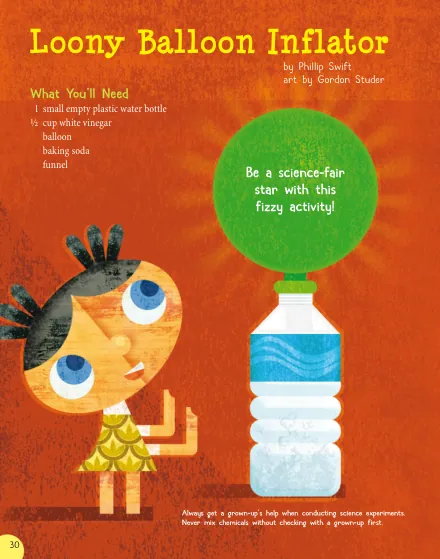 Loony Balloon Inflator
by Phillip Swift
art by Gordon Studer
What You'll Need
1 small empty plastic water bottle
½ cup white vinegar
balloon
baking soda
funnel
Be a science-fair
star with this
fizzy activity!
Always get a grown-up's help when conducting science experiments.
Never mix chemicals without checking with a grown-up first.
30